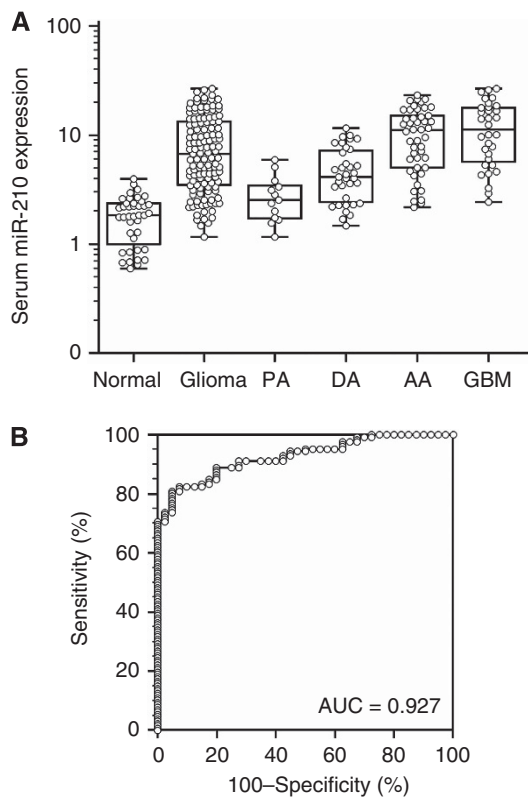 A
Serum miR-210 expression
100
10
1
0
Normal Glioma PA DA AA GBM
B
Sensitivity (%)
100
80
60
40
20
0
AUC = 0.927
0 20 40 60 80 100
100–Specificity (%)